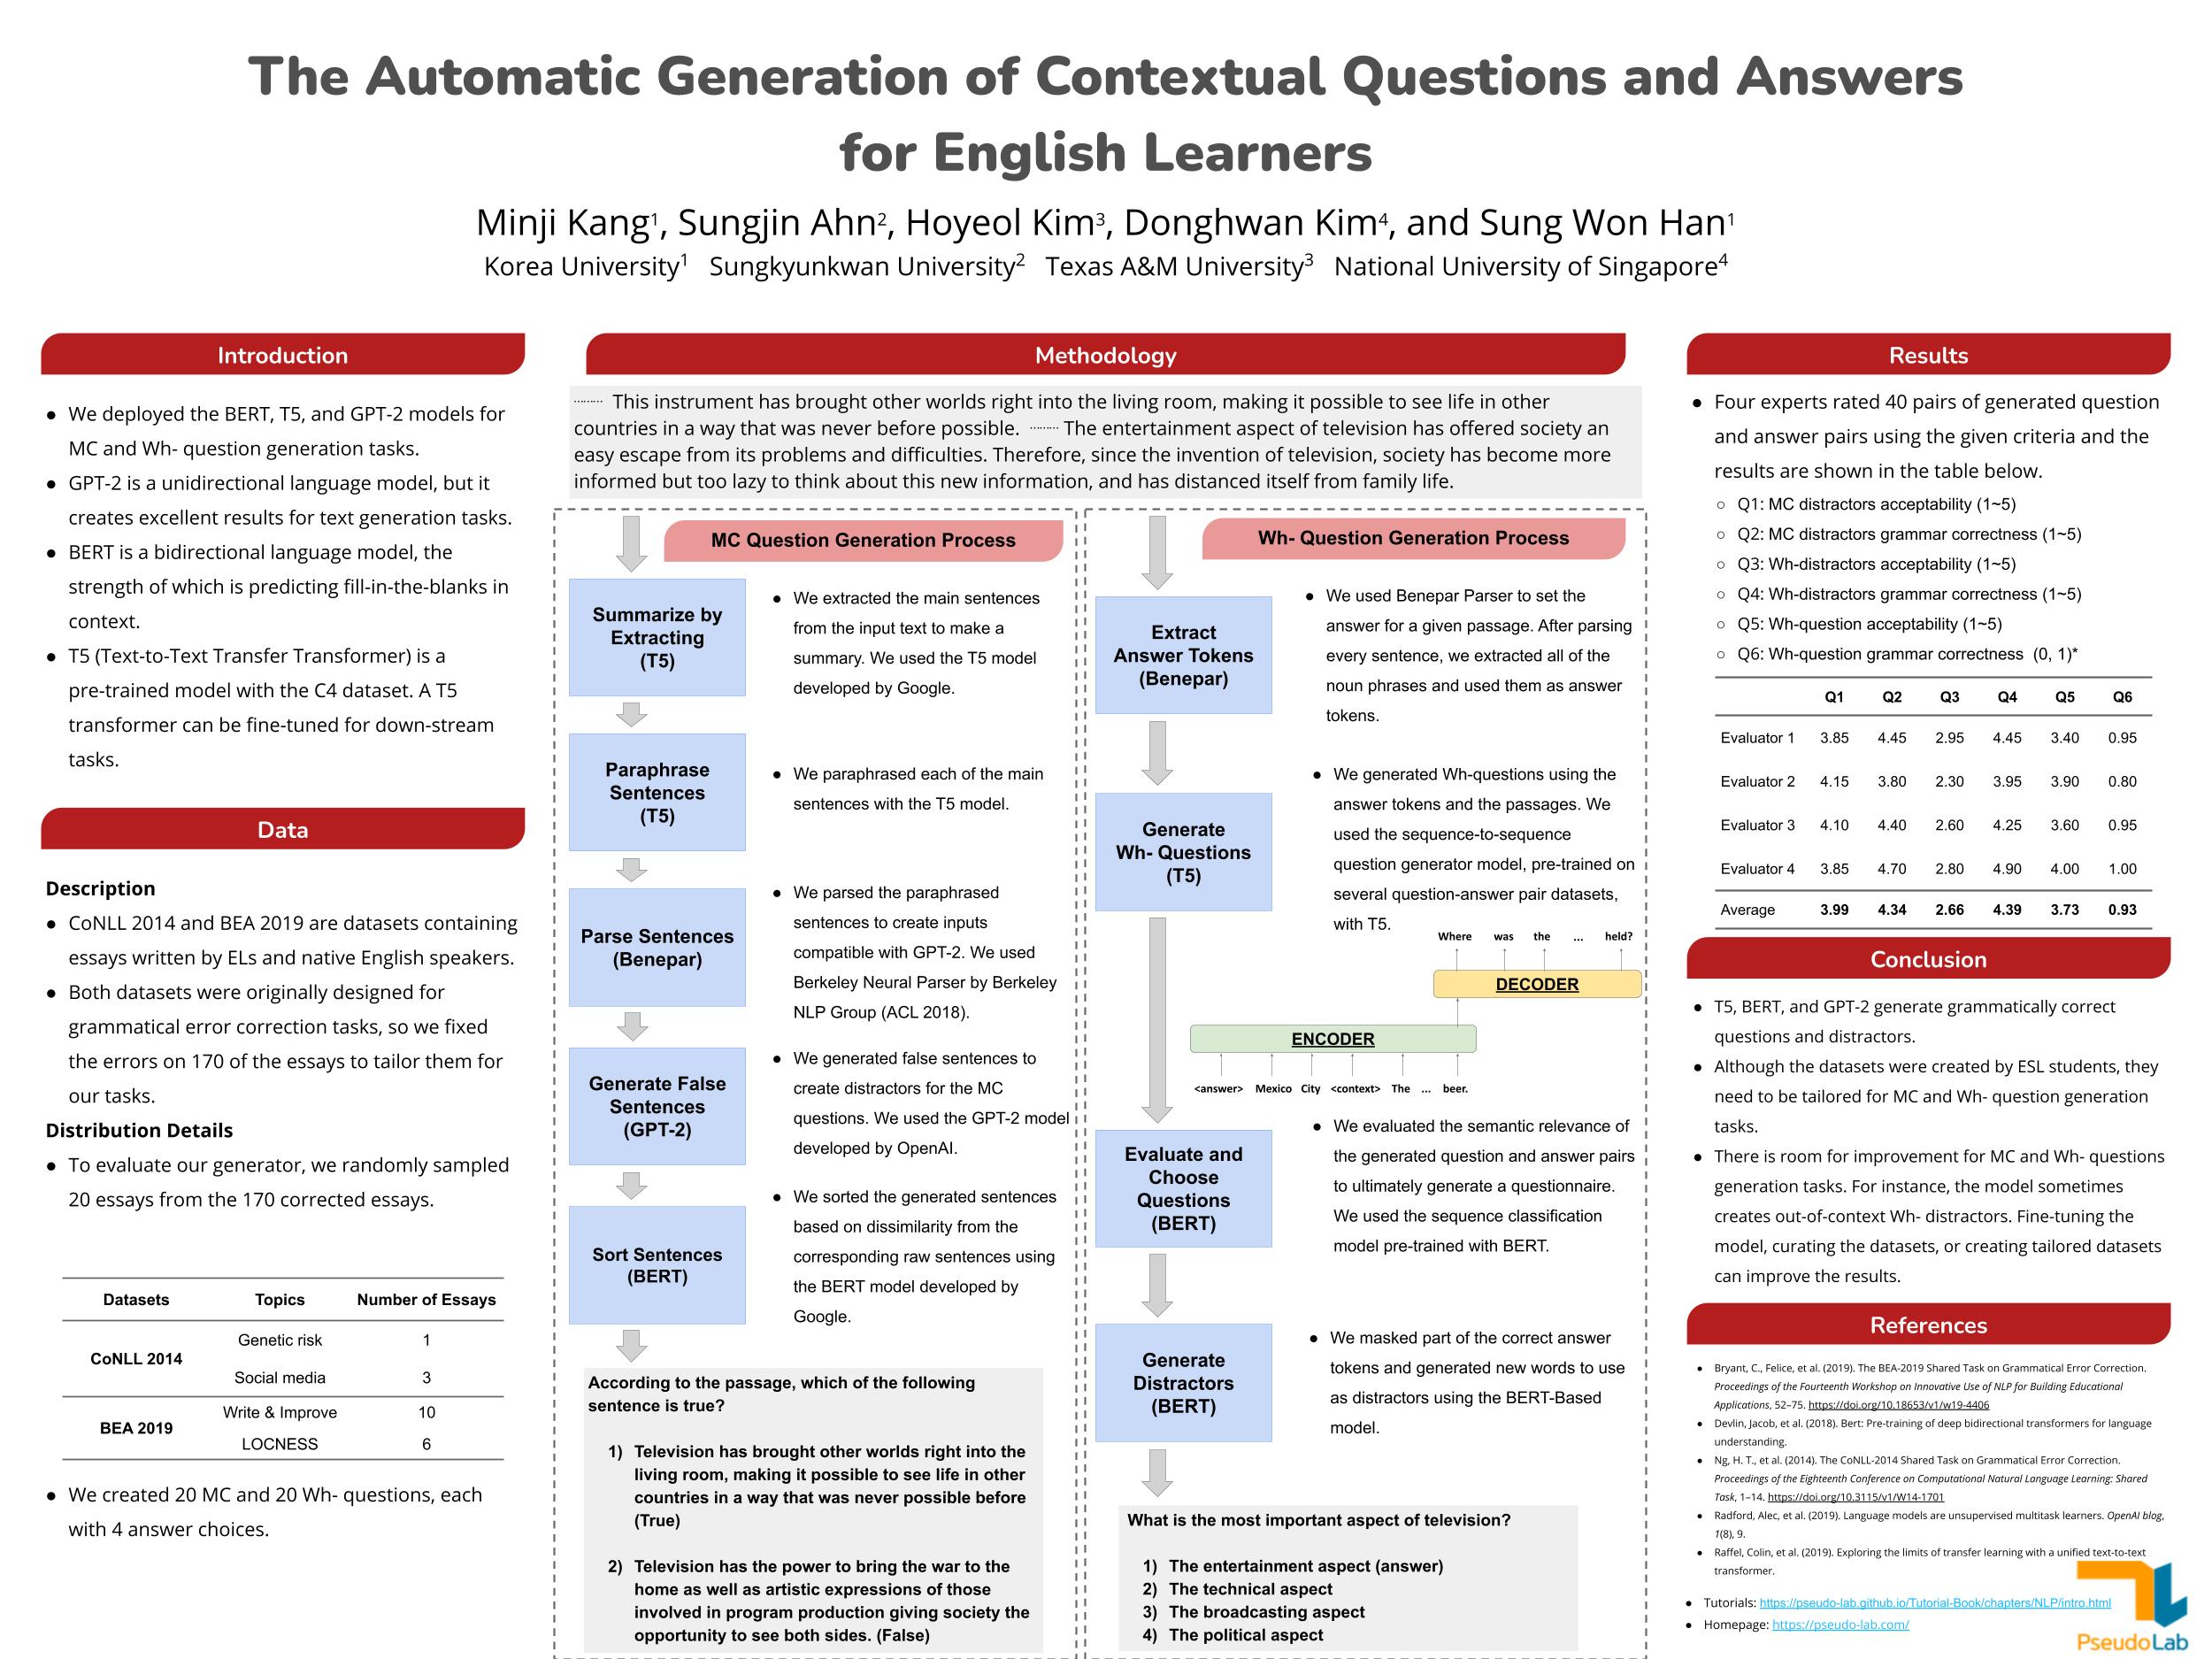 The Automatic Generation of Contextual Questions and Answers
for English Learners
Minji Kang1, Sungjin Ahn2, Hoyeol Kim3, Donghwan Kim4, and Sung Won Han1
Korea University1 Sungkyunkwan University2 Texas A&M University3 National University of Singapore4
Introduction
● We deployed the BERT, T5, and GPT-2 models for
MC and Wh- question generation tasks.
● GPT-2 is a unidirectional language model, but it
creates excellent results for text generation tasks.
● BERT is a bidirectional language model, the
strength of which is predicting fill-in-the-blanks in
context.
● T5 (Text-to-Text Transfer Transformer) is a
pre-trained model with the C4 dataset. A T5
transformer can be fine-tuned for down-stream
tasks.
Data
Description
● CoNLL 2014 and BEA 2019 are datasets containing
essays written by ELs and native English speakers.
● Both datasets were originally designed for
grammatical error correction tasks, so we fixed
the errors on 170 of the essays to tailor them for
our tasks.
Distribution Details
● To evaluate our generator, we randomly sampled
20 essays from the 170 corrected essays.
Datasets Topics Number of Essays
CoNLL 2014
Genetic risk 1
Social media 3
BEA 2019
Write & Improve 10
LOCNESS 6
● We created 20 MC and 20 Wh- questions, each
with 4 answer choices.
Methodology
......... This instrument has brought other worlds right into the living room, making it possible to see life in other
countries in a way that was never before possible. ......... The entertainment aspect of television has offered society an
easy escape from its problems and difficulties. Therefore, since the invention of television, society has become more
informed but too lazy to think about this new information, and has distanced itself from family life.
MC Question Generation Process
Summarize by
Extracting
(T5)
● We extracted the main sentences
from the input text to make a
summary. We used the T5 model
developed by Google.
Paraphrase
Sentences
(T5)
● We paraphrased each of the main
sentences with the T5 model.
Parse Sentences
(Benepar)
● We parsed the paraphrased
sentences to create inputs
compatible with GPT-2. We used
Berkeley Neural Parser by Berkeley
NLP Group (ACL 2018).
Generate False
Sentences
(GPT-2)
● We generated false sentences to
create distractors for the MC
questions. We used the GPT-2 model
developed by OpenAI.
Sort Sentences
(BERT)
● We sorted the generated sentences
based on dissimilarity from the
corresponding raw sentences using
the BERT model developed by
Google.
According to the passage, which of the following
sentence is true?
1) Television has brought other worlds right into the
living room, making it possible to see life in other
countries in a way that was never possible before
(True)
2) Television has the power to bring the war to the
home as well as artistic expressions of those
involved in program production giving society the
opportunity to see both sides. (False)
Wh- Question Generation Process
Extract
Answer Tokens
(Benepar)
● We used Benepar Parser to set the
answer for a given passage. After parsing
every sentence, we extracted all of the
noun phrases and used them as answer
tokens.
Generate
Wh- Questions
(T5)
● We generated Wh-questions using the
answer tokens and the passages. We
used the sequence-to-sequence
question generator model, pre-trained on
several question-answer pair datasets,
with T5.
Where was the ... held?
DECODER
ENCODER
<answer> Mexico City <context> The ... beer.
Evaluate and
Choose
Questions
(BERT)
● We evaluated the semantic relevance of
the generated question and answer pairs
to ultimately generate a questionnaire.
We used the sequence classification
model pre-trained with BERT.
Generate
Distractors
(BERT)
● We masked part of the correct answer
tokens and generated new words to use
as distractors using the BERT-Based
model.
What is the most important aspect of television?
1) The entertainment aspect (answer)
2) The technical aspect
3) The broadcasting aspect
4) The political aspect
Results
● Four experts rated 40 pairs of generated question
and answer pairs using the given criteria and the
results are shown in the table below.
○ Q1: MC distractors acceptability (1~5)
○ Q2: MC distractors grammar correctness (1~5)
○ Q3: Wh-distractors acceptability (1~5)
○ Q4: Wh-distractors grammar correctness (1~5)
○ Q5: Wh-question acceptability (1~5)
○ Q6: Wh-question grammar correctness (0, 1)*
Q1 Q2 Q3 Q4 Q5 Q6
Evaluator 1 3.85 4.45 2.95 4.45 3.40 0.95
Evaluator 2 4.15 3.80 2.30 3.95 3.90 0.80
Evaluator 3 4.10 4.40 2.60 4.25 3.60 0.95
Evaluator 4 3.85 4.70 2.80 4.90 4.00 1.00
Average 3.99 4.34 2.66 4.39 3.73 0.93
Conclusion
● T5, BERT, and GPT-2 generate grammatically correct
questions and distractors.
● Although the datasets were created by ESL students, they
need to be tailored for MC and Wh- question generation
tasks.
● There is room for improvement for MC and Wh- questions
generation tasks. For instance, the model sometimes
creates out-of-context Wh- distractors. Fine-tuning the
model, curating the datasets, or creating tailored datasets
can improve the results.
References
● Bryant, C., Felice, et al. (2019). The BEA-2019 Shared Task on Grammatical Error Correction.
Proceedings of the Fourteenth Workshop on Innovative Use of NLP for Building Educational
Applications, 52–75. https://doi.org/10.18653/v1/w19-4406
● Devlin, Jacob, et al. (2018). Bert: Pre-training of deep bidirectional transformers for language
understanding.
● Ng, H. T., et al. (2014). The CoNLL-2014 Shared Task on Grammatical Error Correction.
Proceedings of the Eighteenth Conference on Computational Natural Language Learning: Shared
Task, 1–14. https://doi.org/10.3115/v1/W14-1701
● Radford, Alec, et al. (2019). Language models are unsupervised multitask learners. OpenAI blog,
1(8), 9.
● Raffel, Colin, et al. (2019). Exploring the limits of transfer learning with a unified text-to-text
transformer.
● Tutorials: https://pseudo-lab.github.io/Tutorial-Book/chapters/NLP/intro.html
● Homepage: https://pseudo-lab.com/
PseudoLab